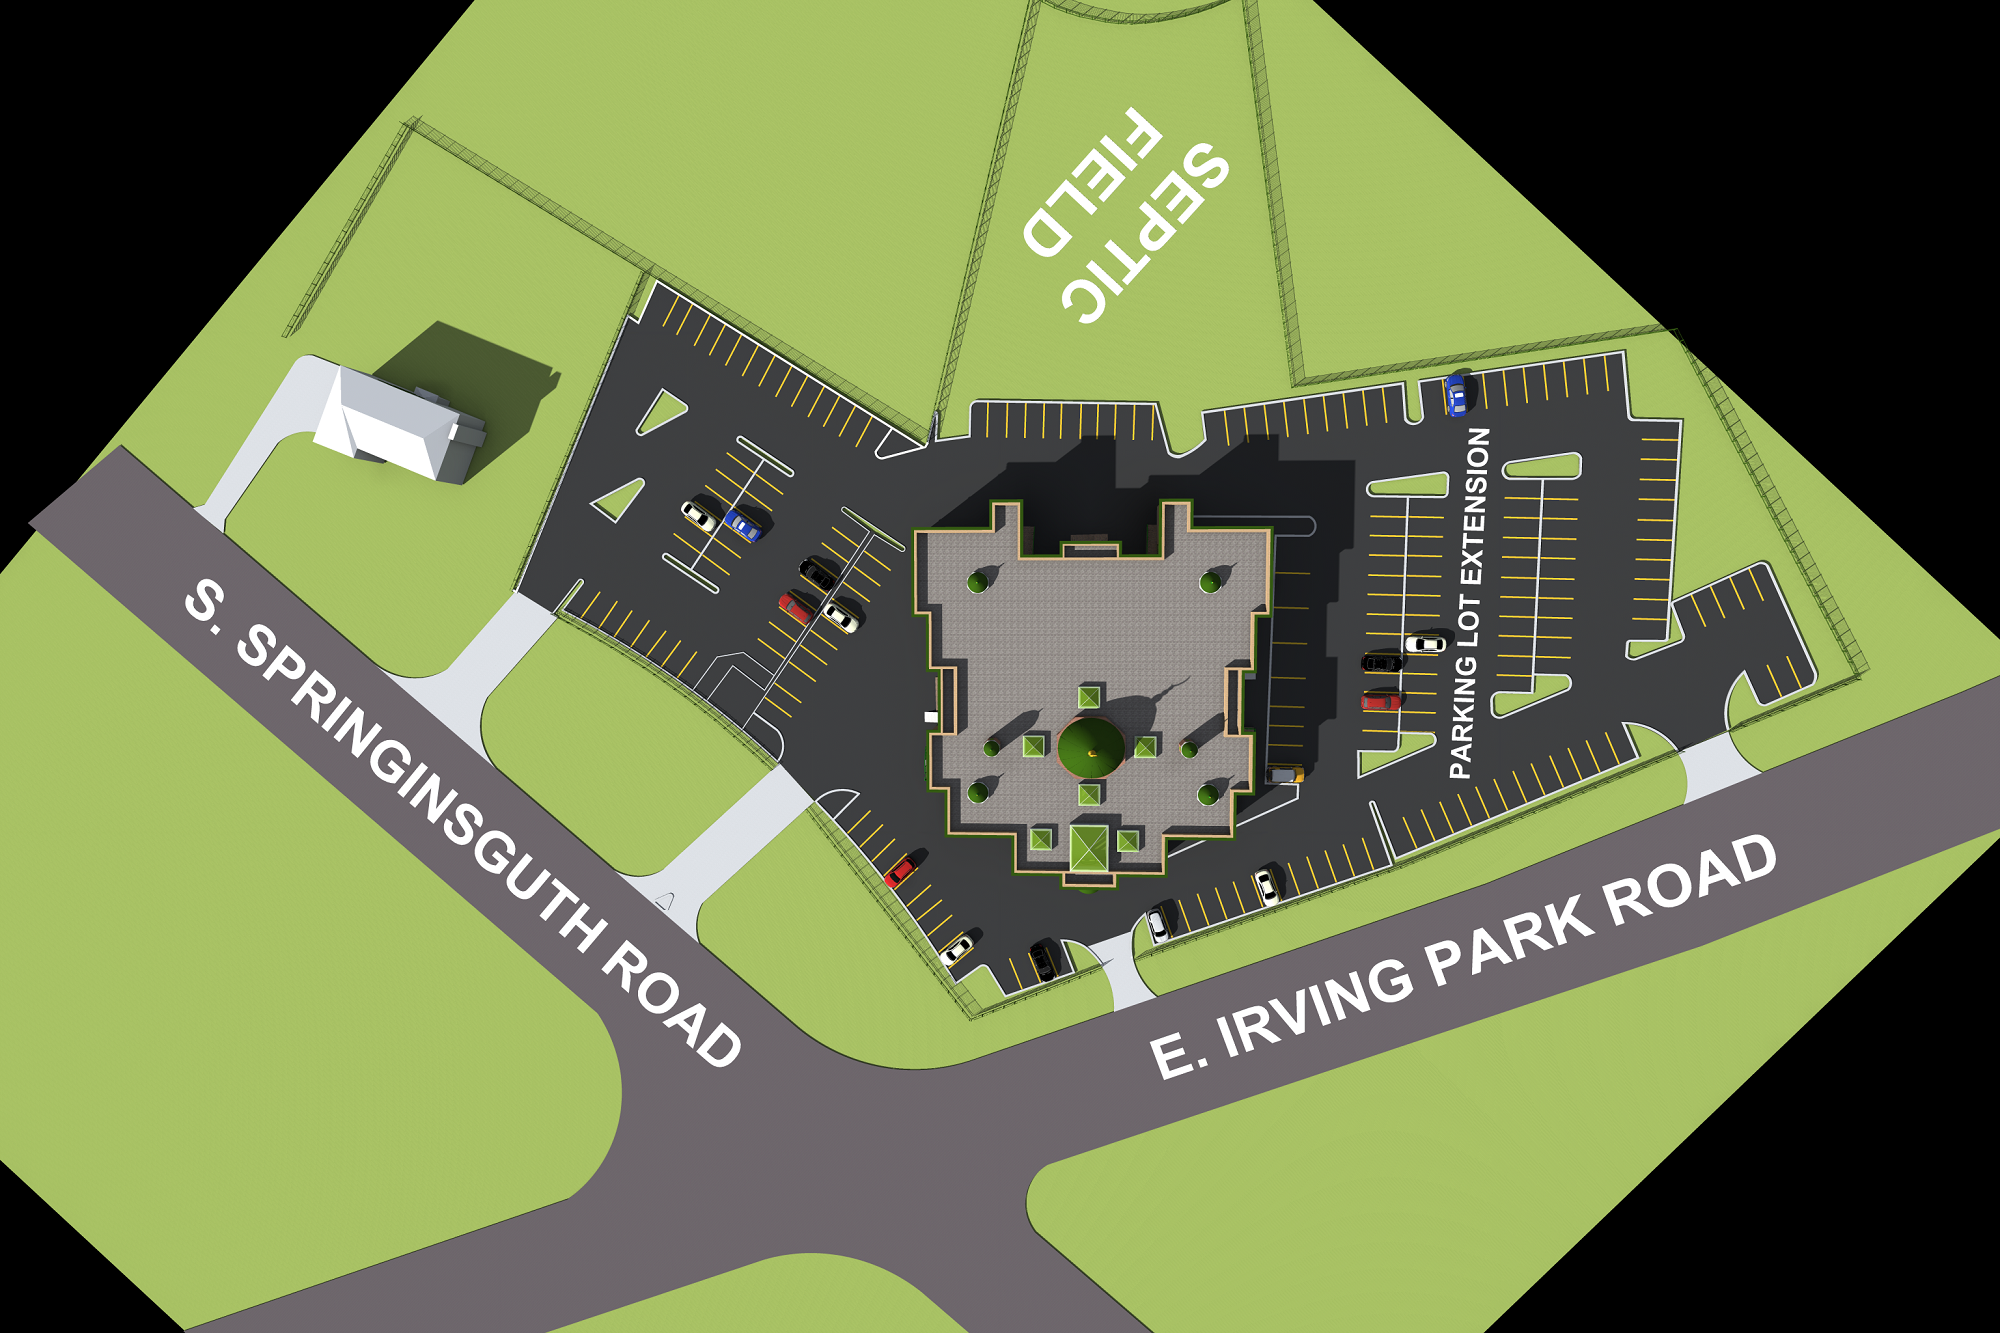 SEPTIC
FIELD
PARKING LOT EXTENSION
S. SPRINGINSGUTH ROAD
E. IRVING PARK ROAD